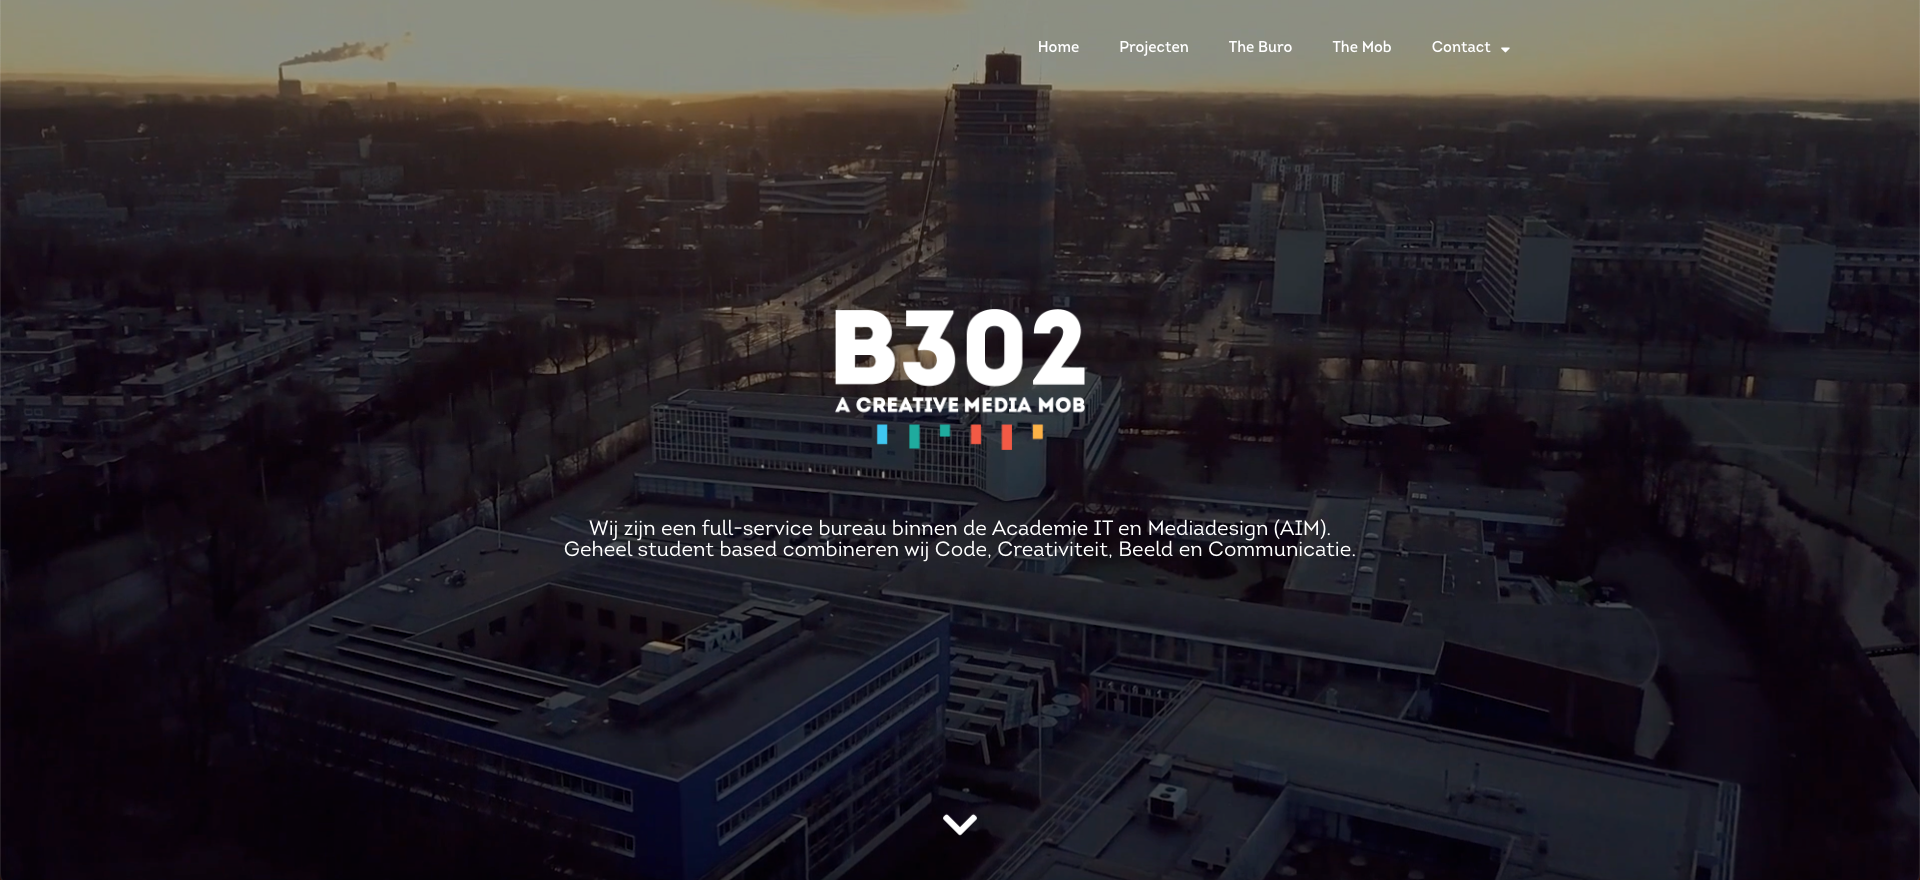 Home
Projecten
The Buro
The Mob
Contact
B302
A CREATIVE MEDIA MOB
Wij zijn een full-service bureau binnen de Academie IT en Mediadesign (AIM).
Geheel student based combineren wij Code, Creativiteit, Beeld en Communicatie.